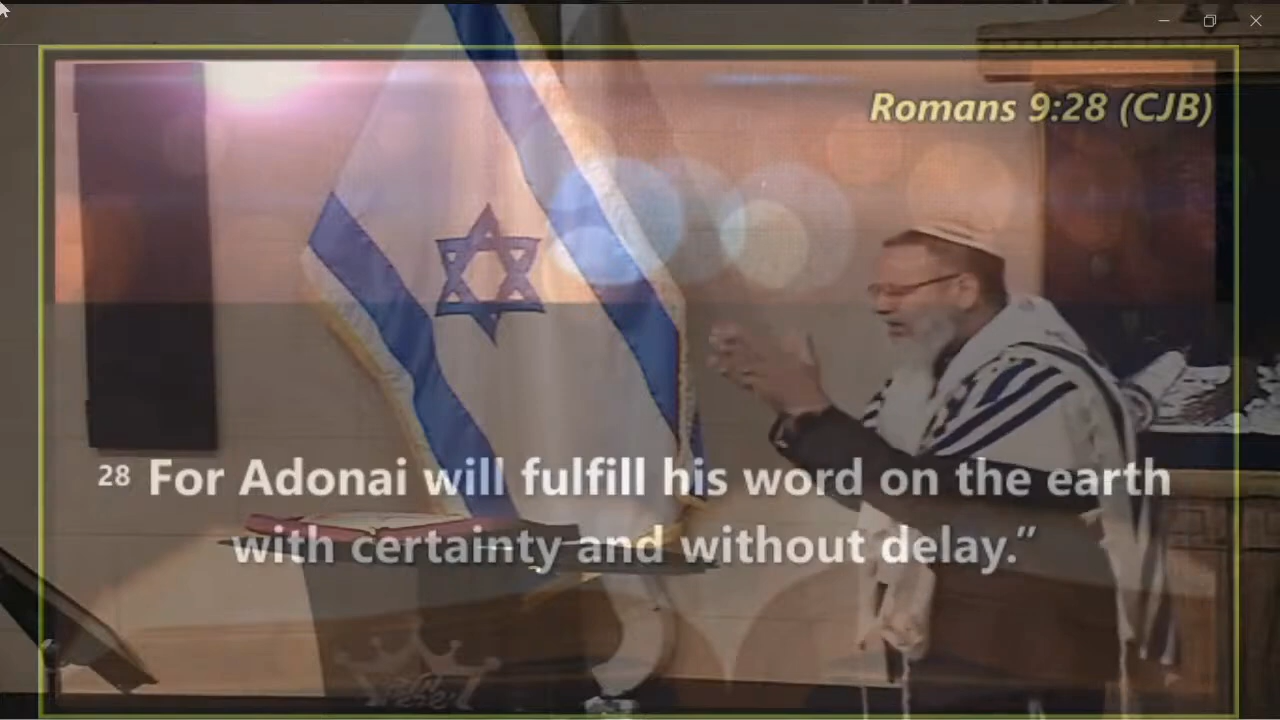 Romans 9:28 (CJB)
28 For Adonai will fulfill his word on the earth
with certainty and without delay.”